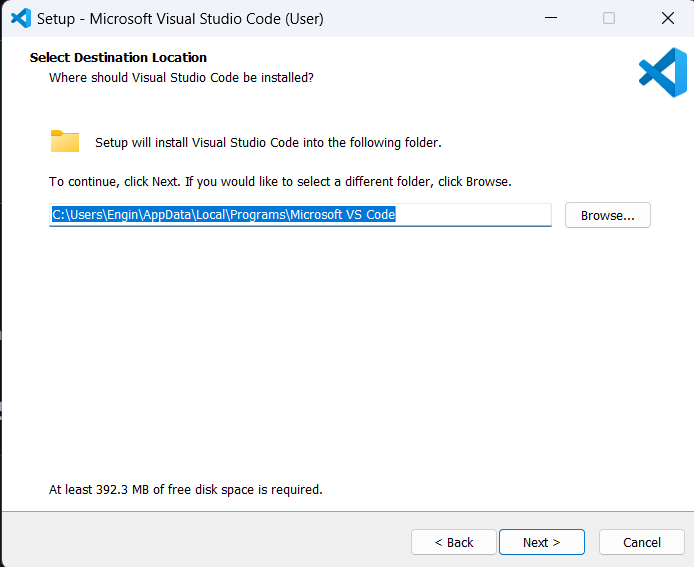 Setup - Microsoft Visual Studio Code (User)
Select Destination Location
Where should Visual Studio Code be installed?
Setup will install Visual Studio Code into the following folder.
To continue, click Next. If you would like to select a different folder, click Browse.
C:\Users\Engin\AppData\Local\Programs\Microsoft VS Code
Browse...
At least 392.3 MB of free disk space is required.
< Back
Next >
Cancel